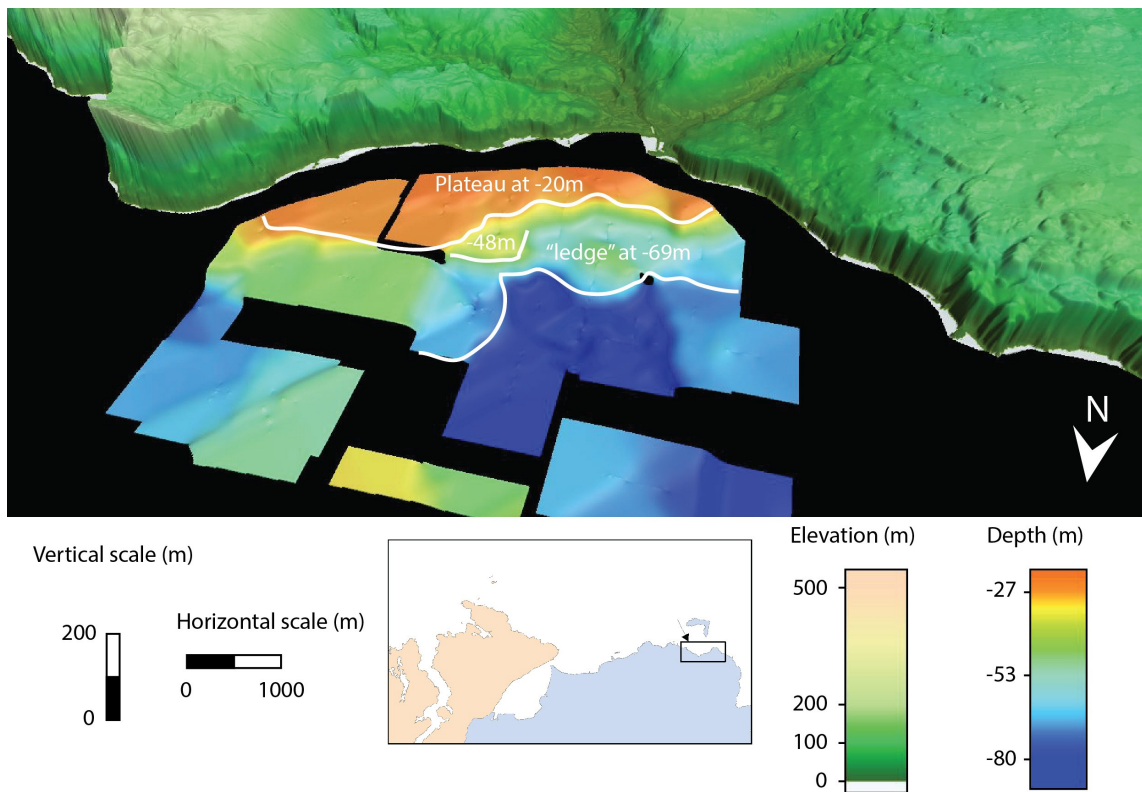 Plateau at -20m
-48m
"ledge" at -69m
N
Vertical scale (m)
200
0
Horizontal scale (m)
0 1000
Elevation (m)
500
200
100
0
Depth (m)
-27
-53
-80